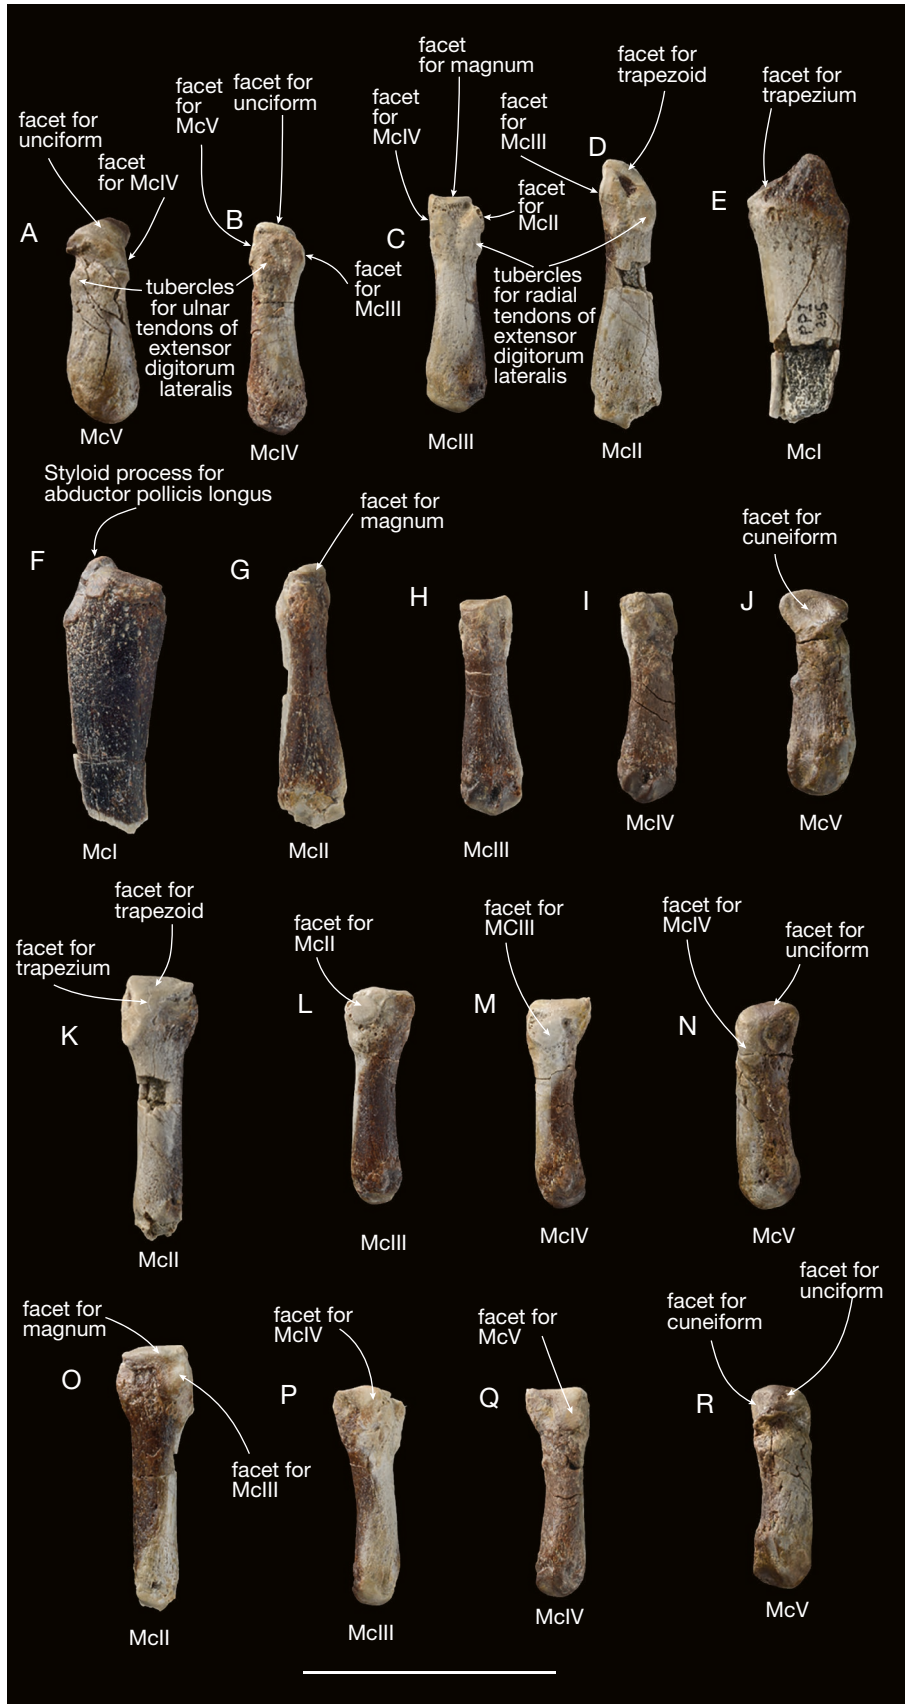 facet for
unciform
facet
for McIV
A
tubercles
for ulnar
tendons of
extensor
digitorum
lateralis
McV
facet
for
McV
facet for
unciform
B
facet
for
McIII
McIV
facet
for magnum
facet
for
McIV
C
facet
for
McII
McIII
facet
for
McIII
facet for
trapezoid
D
tubercles
for radial
tendons of
extensor
digitorum
lateralis
McII
facet for
trapezium
E
PPI
255
McI
Styloid process for
abductor pollicis longus
F
McI
facet for
magnum
G
McII
H
McIII
I
McIV
facet for
cuneiform
J
McV
facet for
trapezoid
facet for
trapezium
K
McII
facet for
McII
L
McIII
facet for
MCIII
M
McIV
facet for
McIV
facet for
unciform
N
McV
facet for
magnum
O
facet for
McIII
McII
facet for
McIV
P
McIII
facet for
McV
Q
McIV
facet for
cuneiform
facet for
unciform
R
McV